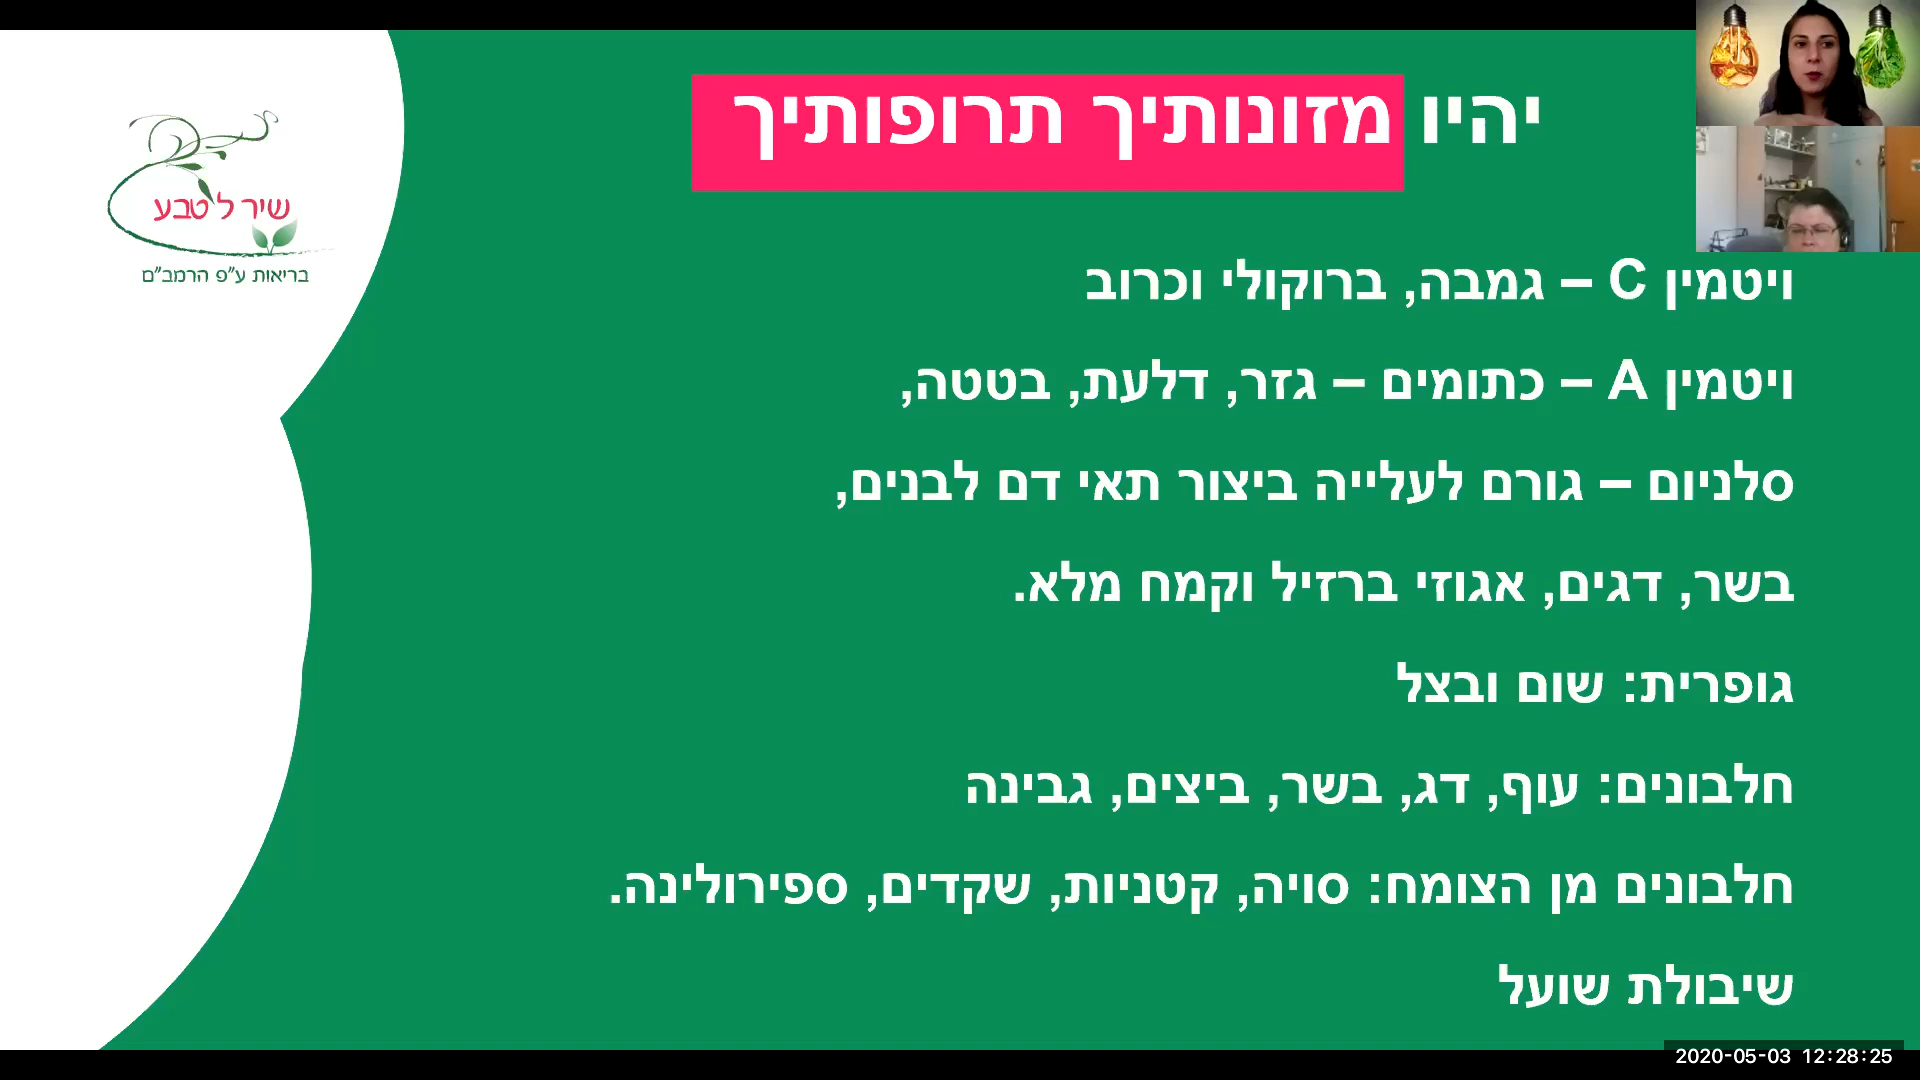 יהיו מזונותיך תרופותיך
שיר לטבע
בריאות ע"פ הרמב"ם
ויטמין C – גמבה, ברוקולי וכרוב
ויטמין A – כתומים – גזר, דלעת, בטטה,
סלניום – גורם לעלייה ביצור תאי דם לבנים,
בשר, דגים, אגוזי ברזיל וקמח מלא.
גופרית: שום ובצל
חלבונים: עוף, דג, בשר, ביצים, גבינה
חלבונים מן הצומח: סויה, קטניות, שקדים, ספירולינה.
שיבולת שועל
2020-05-03 12:28:25